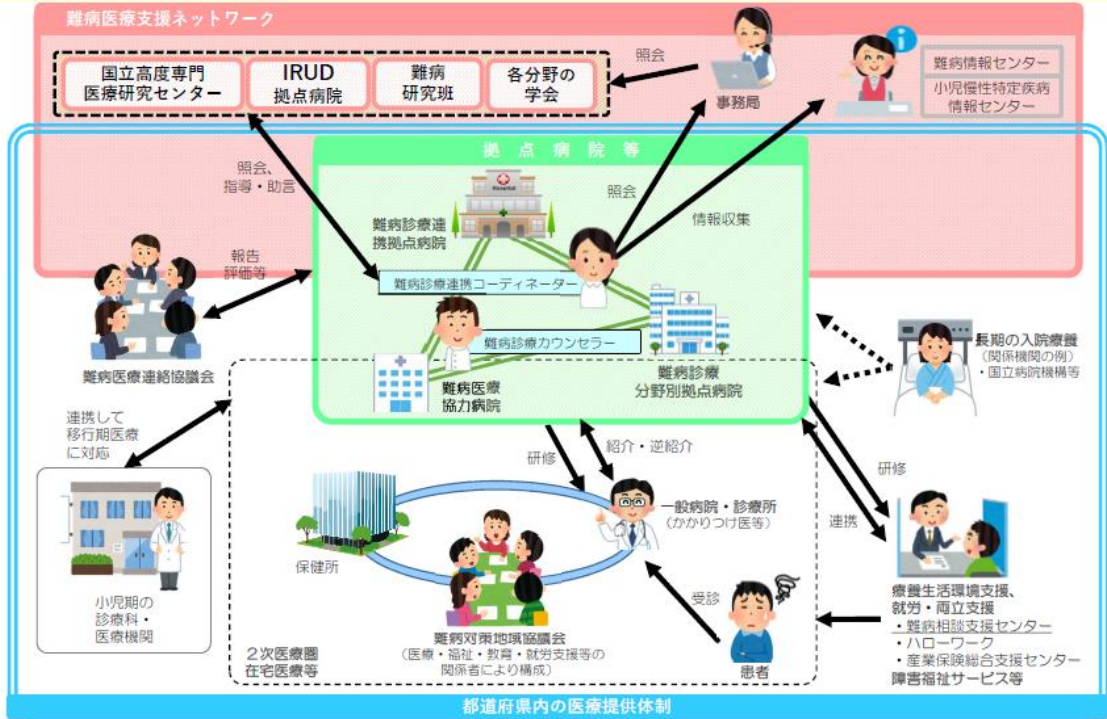 難病医療支援ネットワーク
国立高度専門
医療研究センター
IRUD
拠点病院
難病
研究班
各分野の
学会
照会
事務局
i
難病情報センター
小児慢性特定疾病
情報センター
拠点病院等
照会、
指導・助言
Hospital
難病診療連
携拠点病院
照会
情報収集
難病診療連携コーディネーター
報告
評価等
難病診療カウンセラー
難病医療連絡協議会
難病医療
協力病院
難病診療
分野別拠点病院
長期の入院療養
（関係機関の例）
・国立病院機構等
連携して
移行期医療
に対応
研修
紹介・逆紹介
研修
連携
一般病院・診療所
（かかりつけ医等）
保健所
小児期の
診療科・
医療機関
受診
難病対策地域協議会
（医療・福祉・教育・就労支援等の
関係者により構成）
２次医療圏
在宅医療等
患者
療養生活環境支援、
就労・両立支援
・難病相談支援センター
・ハローワーク
・産業保険総合支援センター
障害福祉サービス等
都道府県内の医療提供体制